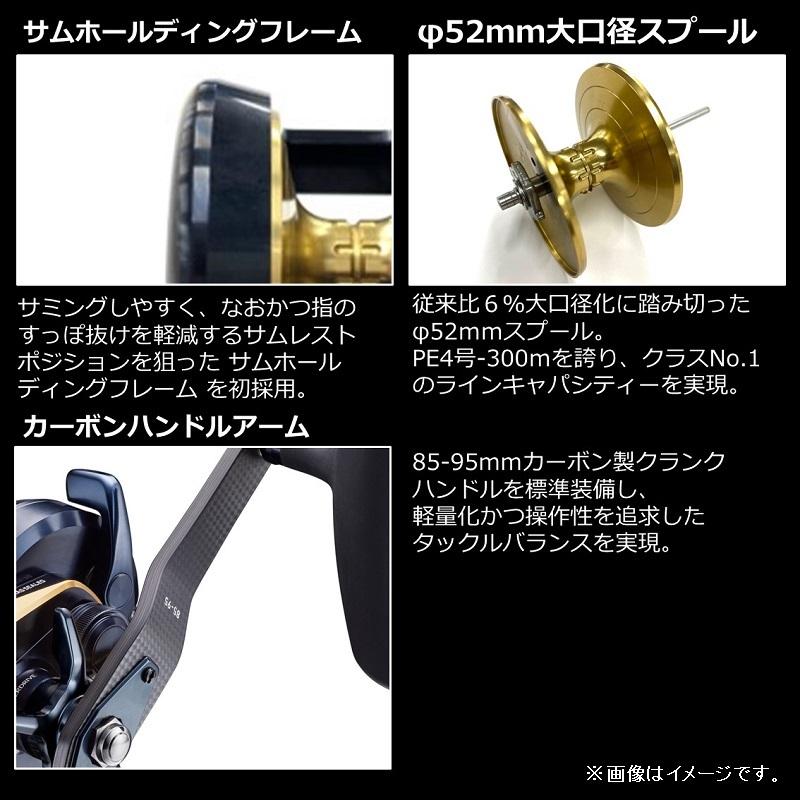 サムホールディングフレーム
φ52mm大口径スプール
サミングしやすく、なおかつ指の
すっぽ抜けを軽減するサムレスト
ポジションを狙った サムホール
ディングフレーム を初採用。
従来比６%大口径化に踏み切った
φ52mmスプール。
PE4号-300mを誇り、クラスNo.1
のラインキャパシティーを実現。
カーボンハンドルアーム
85-95mmカーボン製クランク
ハンドルを標準装備し、
軽量化かつ操作性を追求した
タックルバランスを実現。
85-95
※画像はイメージです。